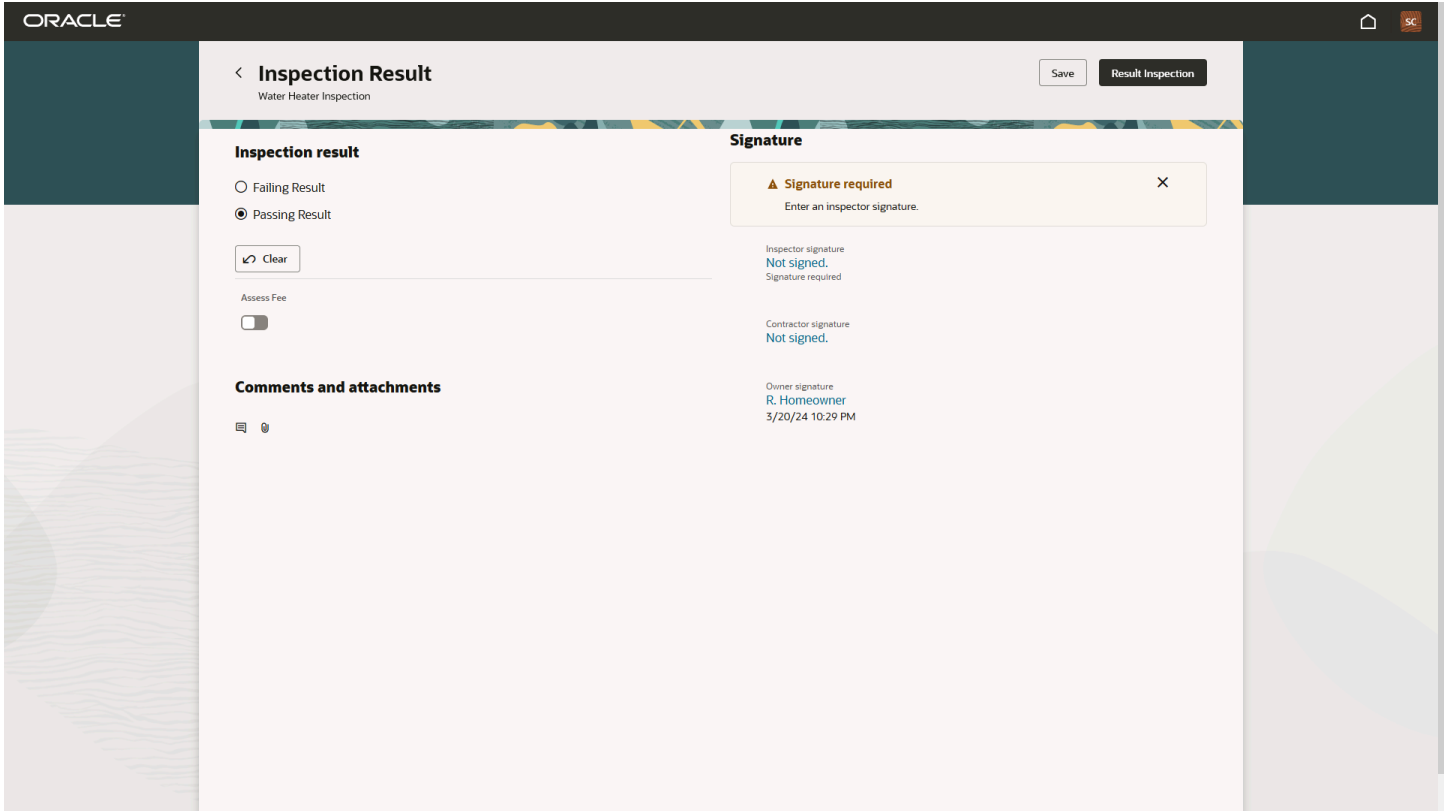 ORACLE
SC
Inspection Result
Water Heater Inspection
Save
Result Inspection
Inspection result
Failing Result
Passing Result
Clear
Assess Fee
Comments and attachments
Signature
Signature required
Enter an inspector signature.
Inspector signature
Not signed.
Signature required
Contractor signature
Not signed.
Owner signature
R. Homeowner
3/20/24 10:29 PM